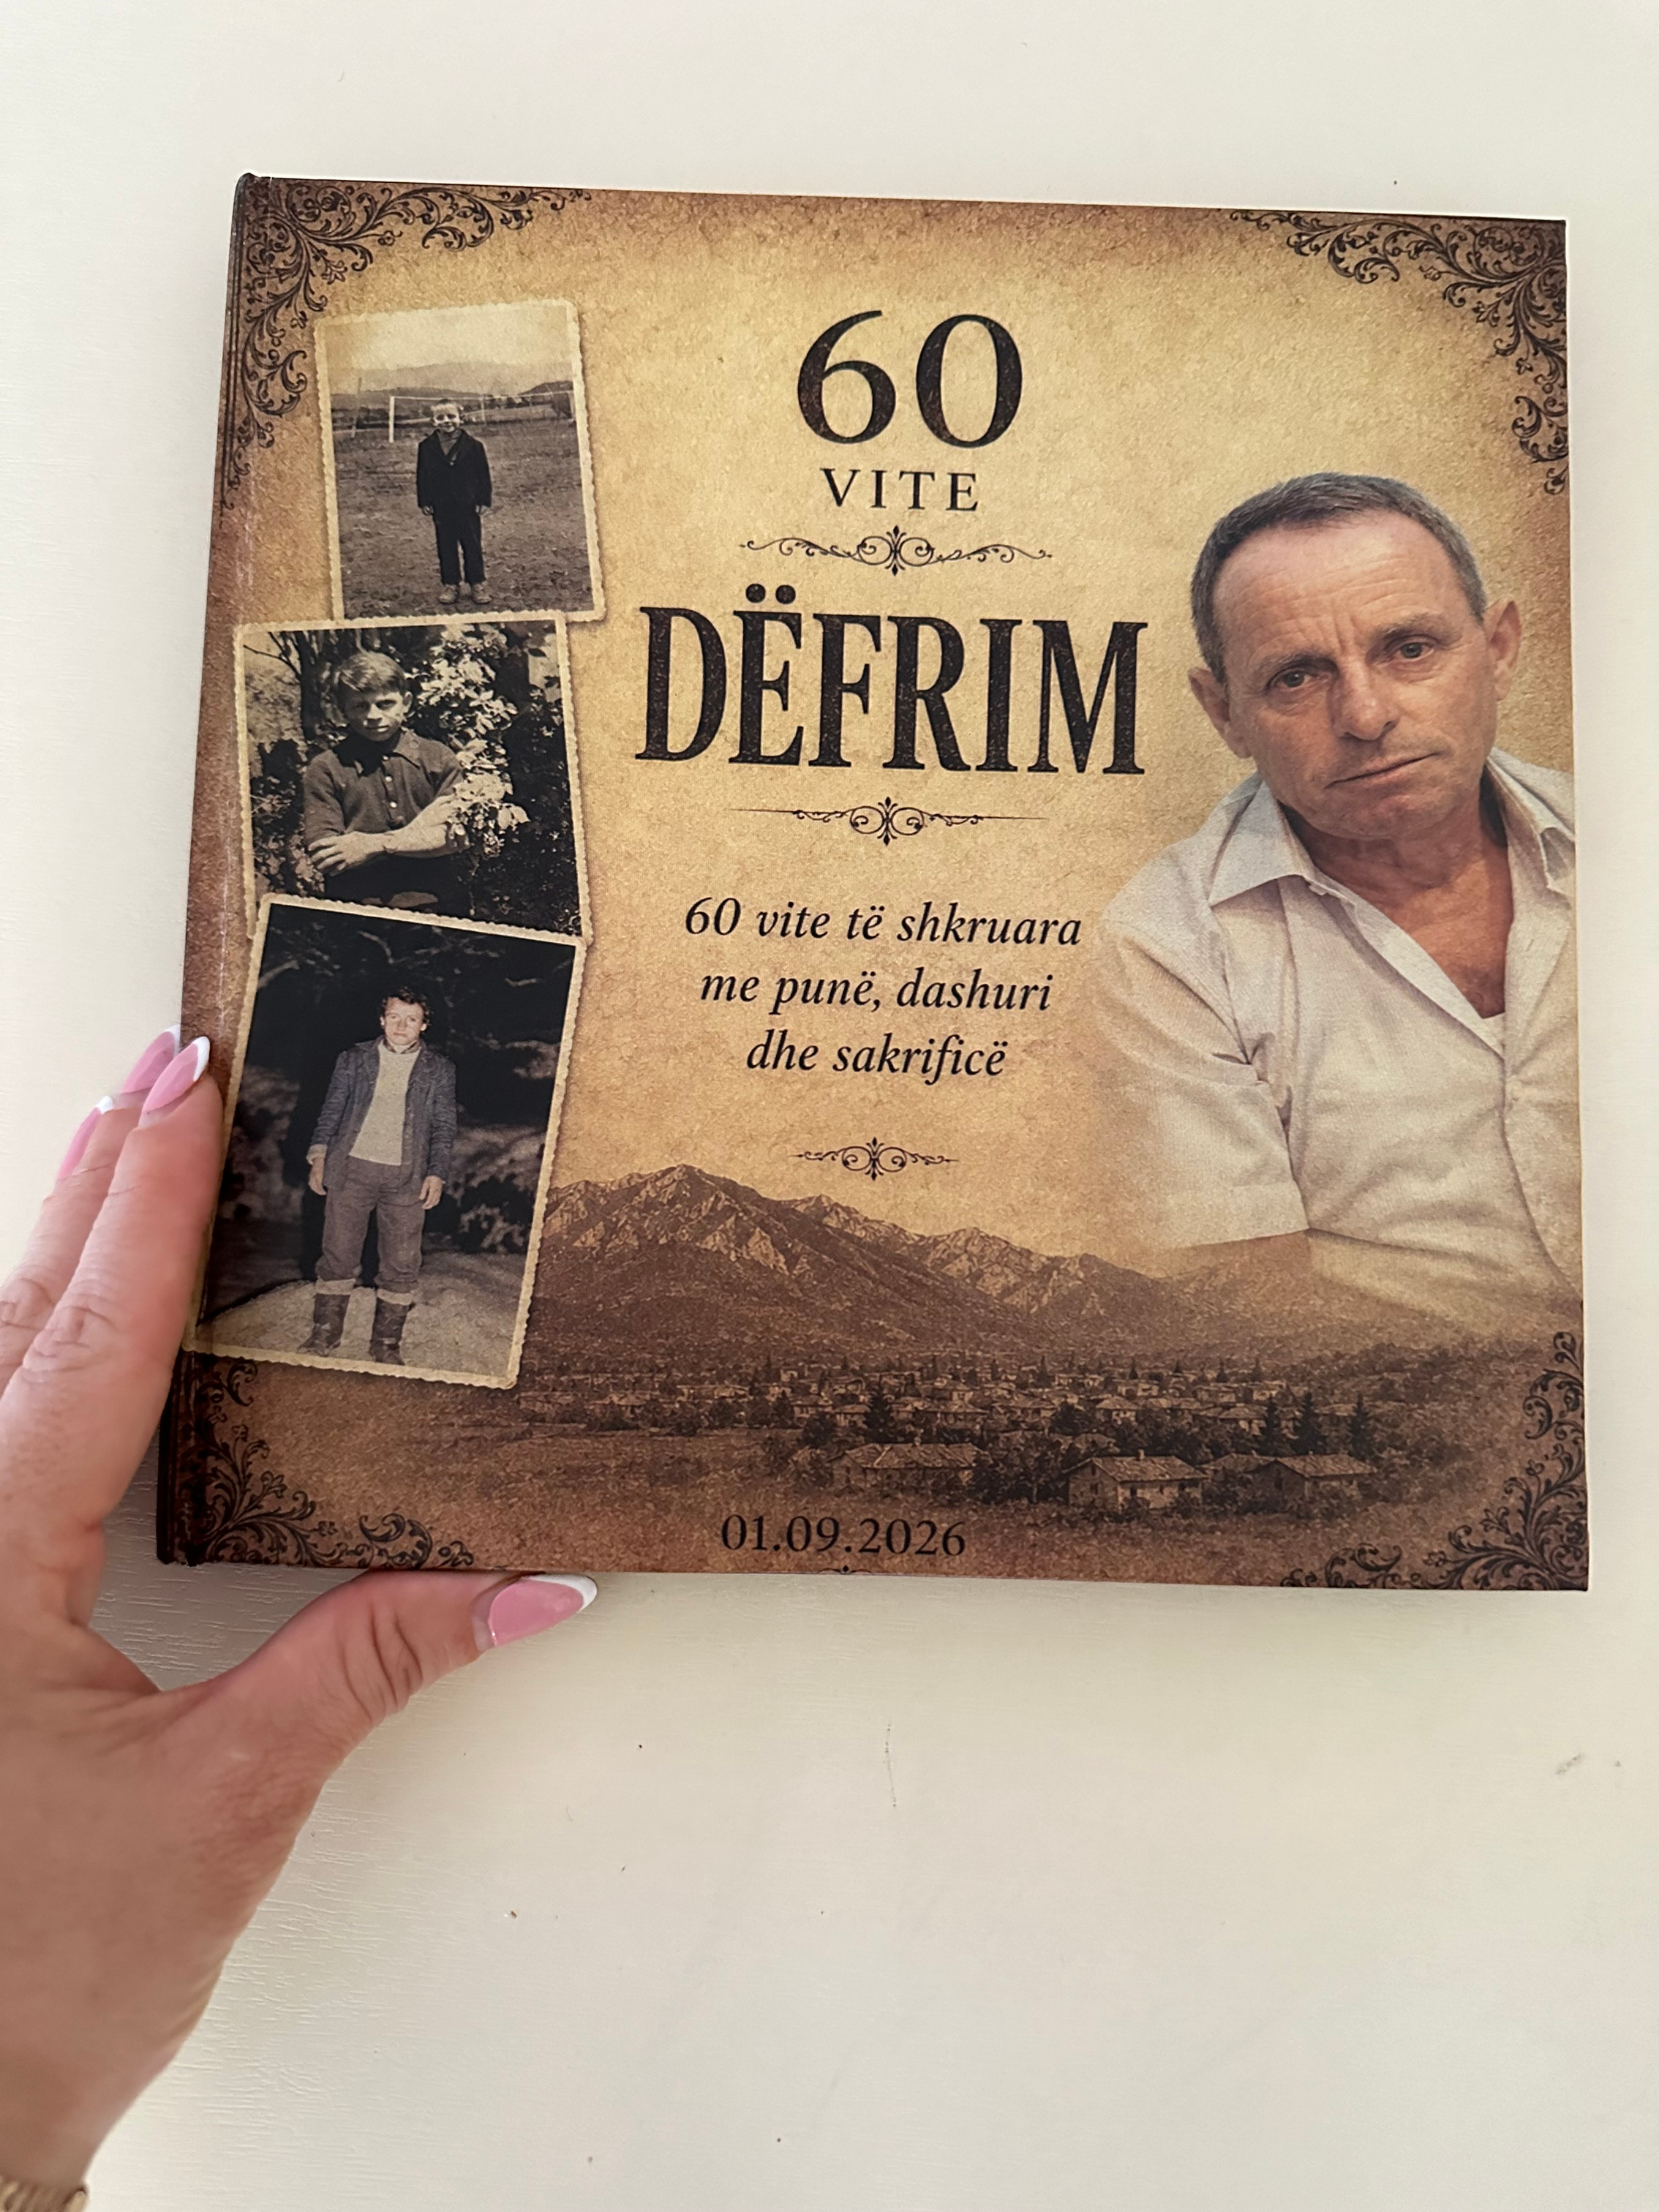 60
VITE
DËFRIM
60 vite të shkruara
me punë, dashuri
dhe sakrificë
01.09.2026